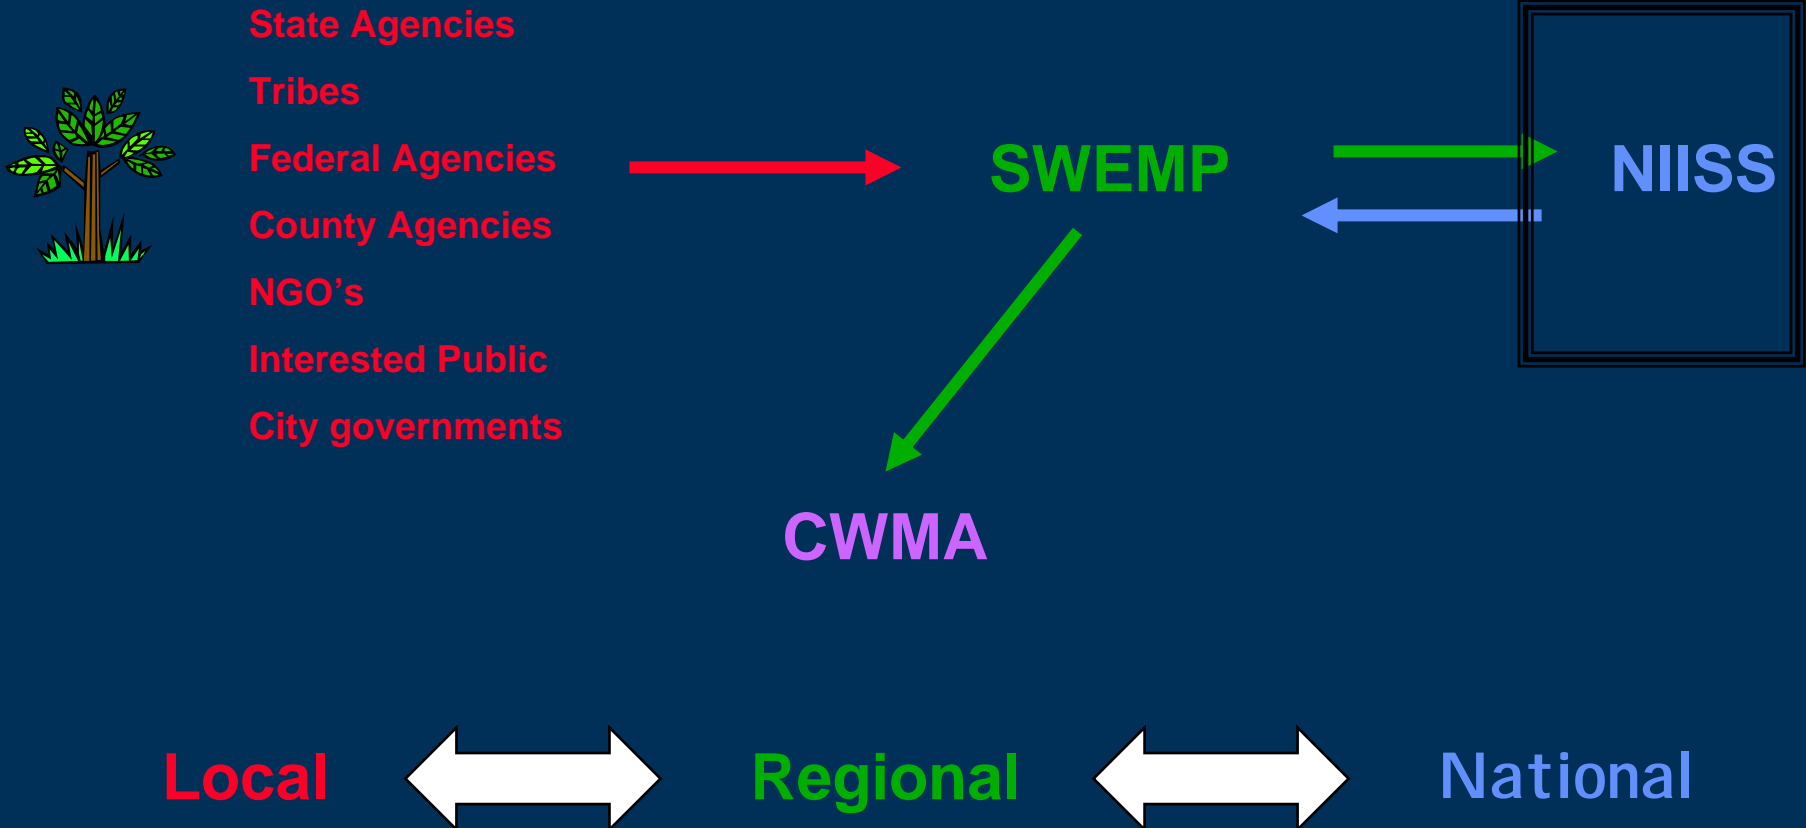 State Agencies
Tribes
Federal Agencies
County Agencies
NGO’s
Interested Public
City governments
SWEMP
NIISS
CWMA
Local
Regional
National